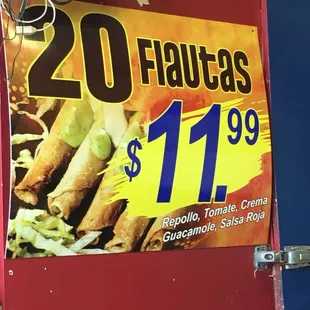 20 Flautas
$11.99
Repollo, Tomate, Crema
Guacamole, Salsa Roja